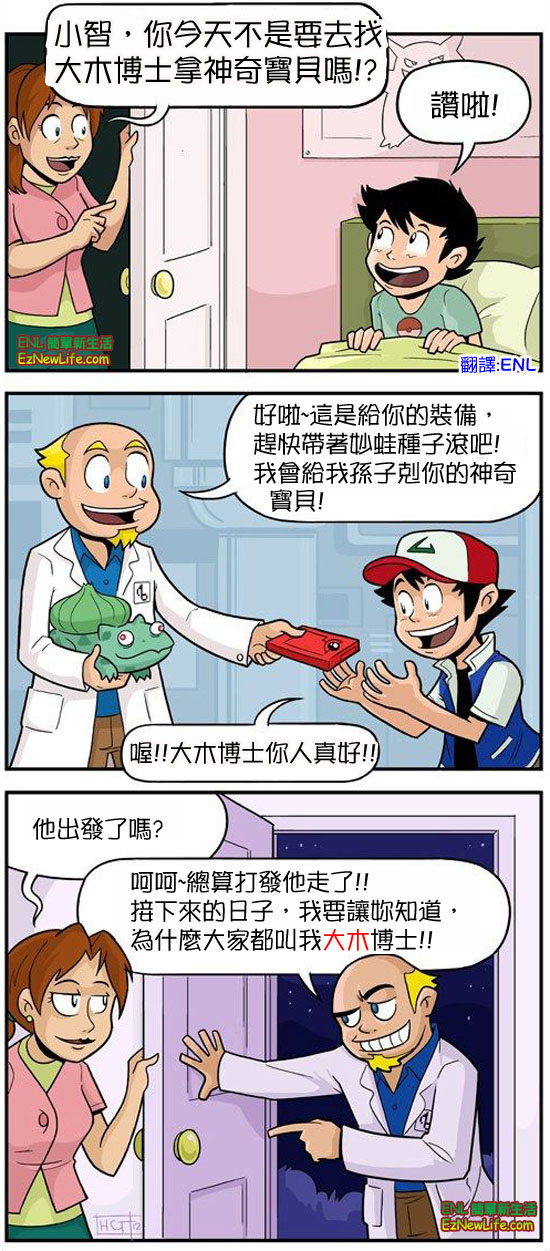 小智，你今天不是要去找
大木博士拿神奇寶貝嗎!?
讚啦!
ENL 簡單新生活
EzNewLife.com
翻譯:ENL
好啦~這是給你的裝備，
趕快帶著妙蛙種子滾吧!
我會給我孫子剋你的神奇
寶貝!
喔!!大木博士你人真好!!
他出發了嗎?
呵呵~總算打發他走了!!
接下來的日子，我要讓妳知道，
為什麼大家都叫我大木博士!!
ENL 簡單新生活
EzNewLife.com